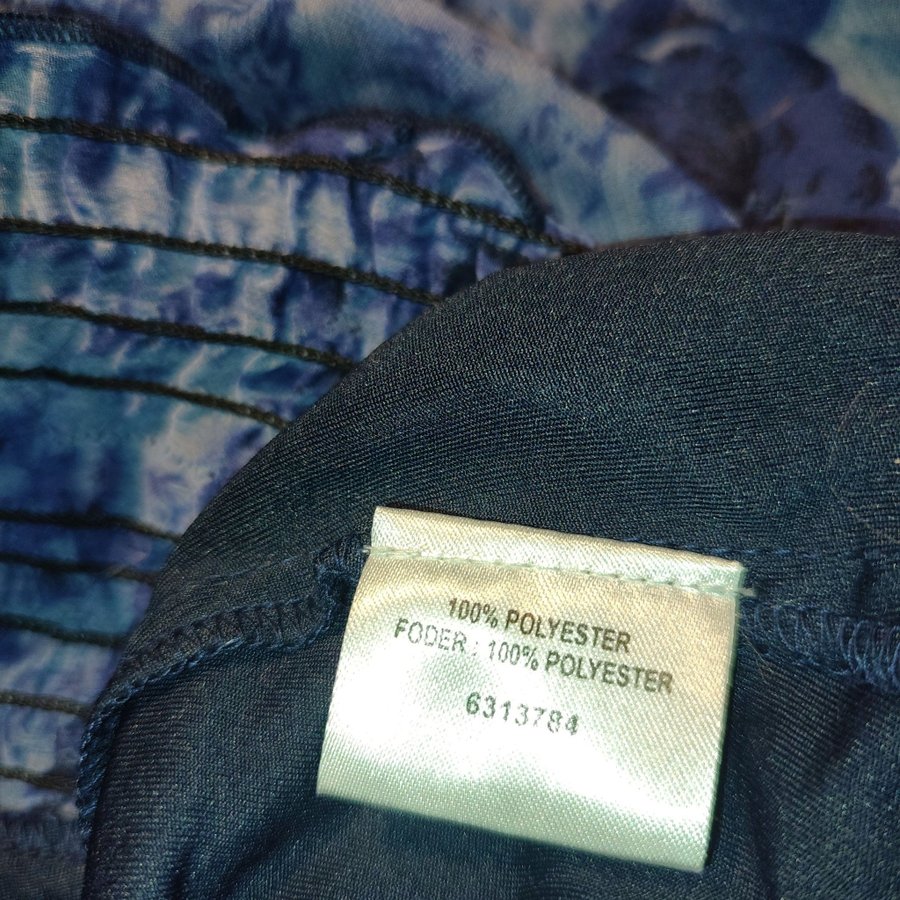 100% POLYESTER
FODER : 100% POLYESTER
6313784